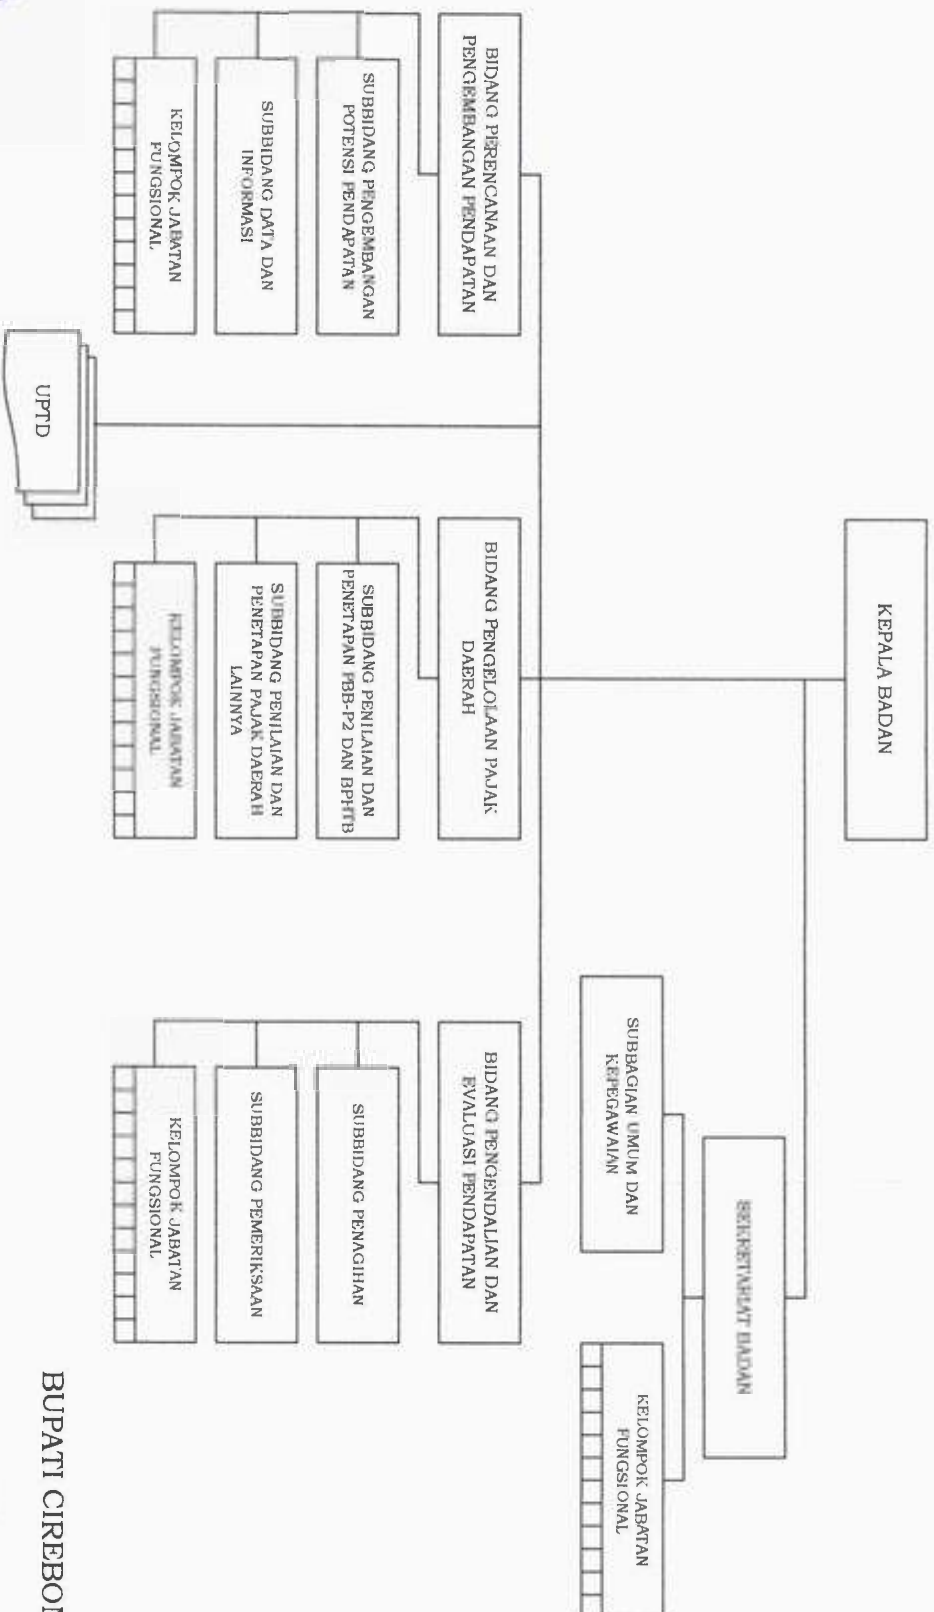 KEPALA BADAN
SEKRETARIAT BADAN
SUBBAGIAN UMUM DAN
KEPEGAWAIAN
KELOMPOK JABATAN
FUNGSIONAL
BIDANG PERENCANAAN DAN
PENGEMBANGAN PENDAPATAN
SUBBIDANG PENGEMBANGAN
POTENSI PENDAPATAN
SUBBIDANG DATA DAN
INFORMASI
KELOMPOK JABATAN
FUNGSIONAL
UPTD
BIDANG PENGELOLAAN PAJAK
DAERAH
SUBBIDANG PENILAIAN DAN
PENETAPAN PBB-P2 DAN BPHTB
SUBBIDANG PENILAIAN DAN
PENETAPAN PAJAK DAERAH
LAINNYA
KELOMPOK JABATAN
FUNGSIONAL
BIDANG PENGENDALIAN DAN
EVALUASI PENDAPATAN
SUBBIDANG PENAGIHAN
SUBBIDANG PEMERIKSAAN
KELOMPOK JABATAN
FUNGSIONAL
BUPATI CIREBON